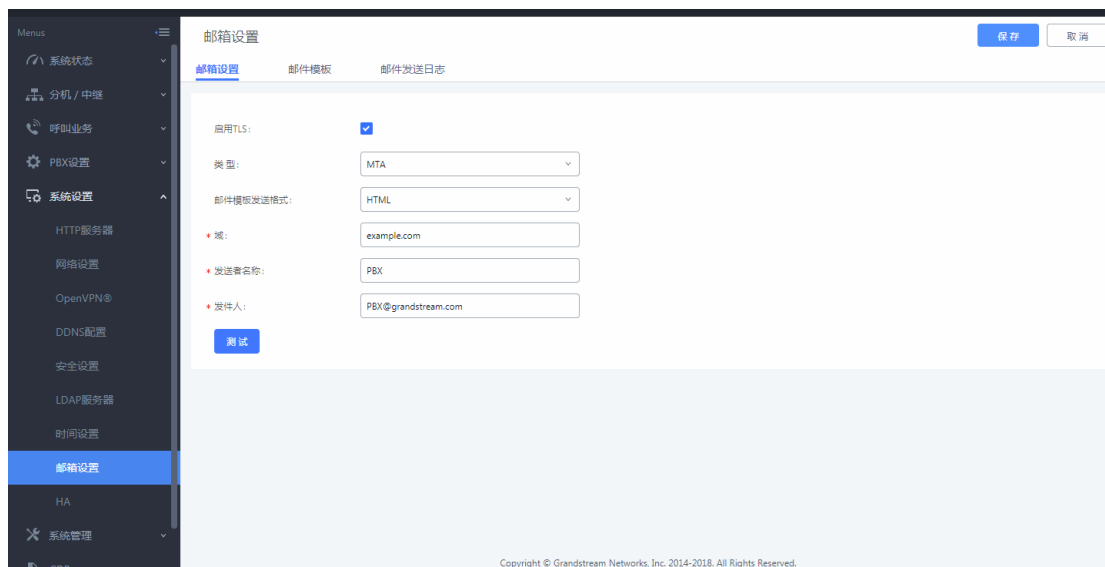 Menus
系统状态
分机 / 中继
呼叫业务
PBX设置
系统设置
HTTP服务器
网络设置
OpenVPN®
DDNS配置
安全设置
LDAP服务器
时间设置
邮箱设置
HA
系统管理
邮箱设置
保存
取消
邮箱设置 邮件模板 邮件发送日志
启用TLS:
类型: MTA
邮件模板发送格式: HTML
* 域: example.com
* 发送者名称: PBX
* 发件人: PBX@grandstream.com
测试
Copyright © Grandstream Networks, Inc. 2014-2018. All Rights Reserved.